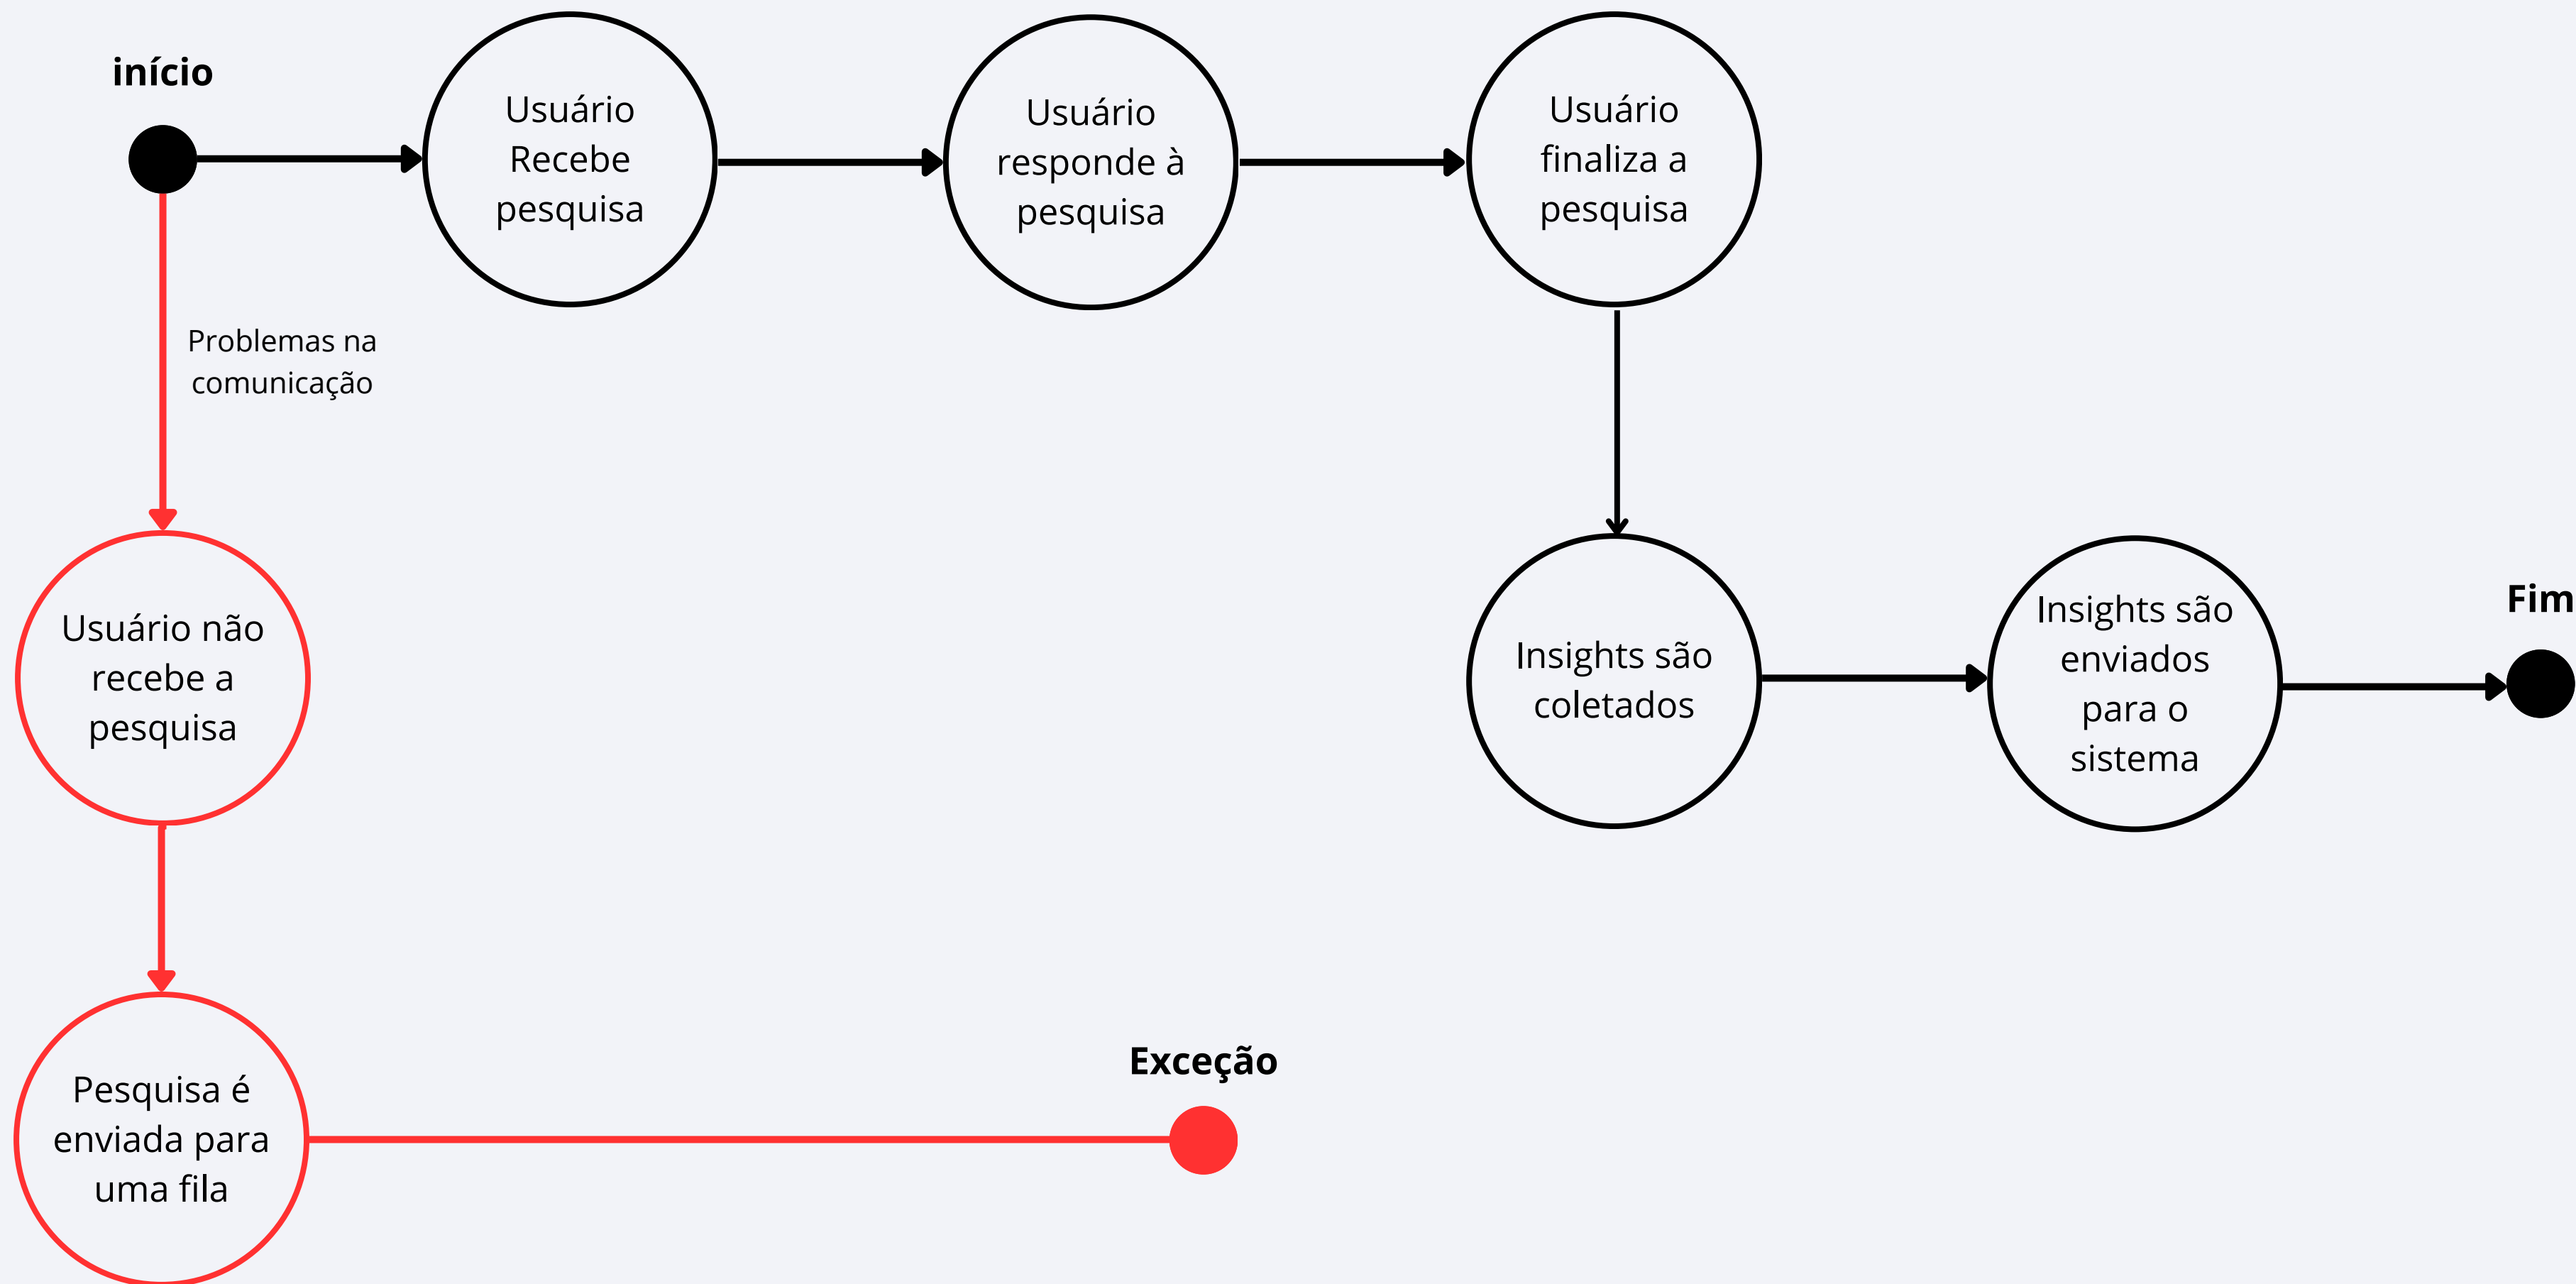 início
Usuário
Recebe
pesquisa
Usuário
responde à
pesquisa
Usuário
finaliza a
pesquisa
Problemas na
comunicação
Usuário não
recebe a
pesquisa
Insights são
coletados
Insights são
enviados
para o
sistema
Fim
Pesquisa é
enviada para
uma fila
Exceção